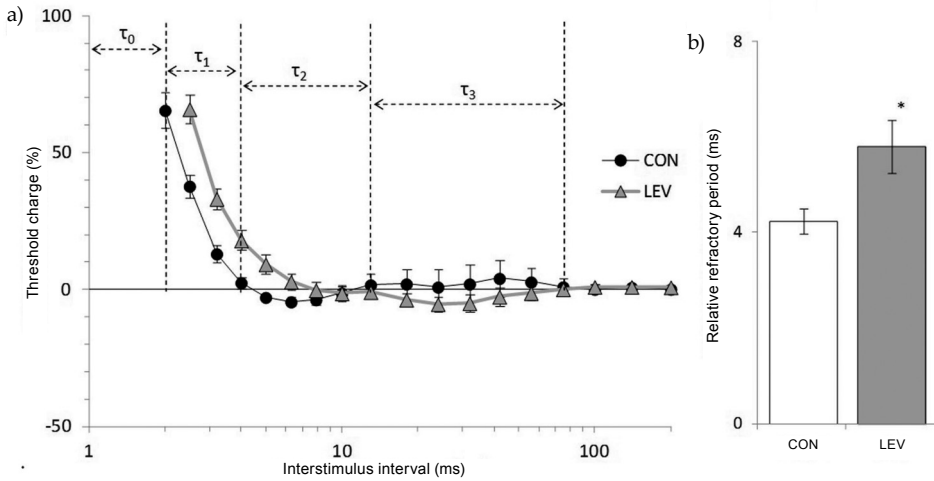 a)
100
50
0
-50
Threshold charge (%)
τ0
τ1
τ2
τ3
CON
LEV
1
10
100
Interstimulus interval (ms)
b)
8
4
0
Relative refractory period (ms)
*
CON
LEV